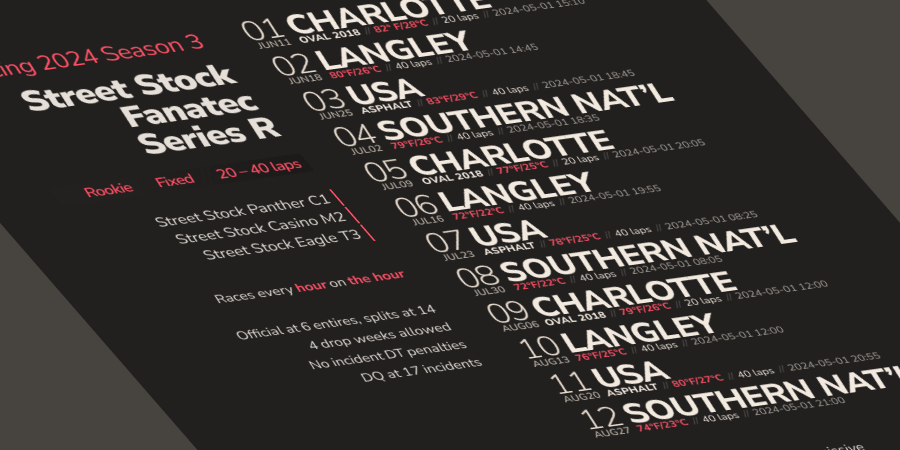 ing 2024 Season 3
Street Stock
Fanatec
Series R
Rookie Fixed 20 – 40 laps
Street Stock Panther C1
Street Stock Casino M2
Street Stock Eagle T3
Races every hour on the hour
Official at 6 entires, splits at 14
4 drop weeks allowed
No incident DT penalties
DQ at 17 incidents
01 CHARLOTTE
JUN11 OVAL 2018 // 82°F/28°C // 20 laps // 2024-05-01 15:10
02 LANGLEY
JUN18 80°F/26°C // 40 laps // 2024-05-01 14:45
03 USA
JUN25 ASPHALT // 83°F/29°C // 40 laps // 2024-05-01 18:45
04 SOUTHERN NAT'L
JUL02 79°F/26°C // 40 laps // 2024-05-01 18:35
05 CHARLOTTE
JUL09 OVAL 2018 // 77°F/25°C // 20 laps // 2024-05-01 20:05
06 LANGLEY
JUL16 72°F/22°C // 40 laps // 2024-05-01 19:55
07 USA
JUL23 ASPHALT // 78°F/25°C // 40 laps // 2024-05-01 08:25
08 SOUTHERN NAT'L
JUL30 72°F/22°C // 40 laps // 2024-05-01 08:05
09 CHARLOTTE
AUG06 OVAL 2018 // 79°F/26°C // 20 laps // 2024-05-01 12:00
10 LANGLEY
AUG13 76°F/25°C // 40 laps // 2024-05-01 12:00
11 USA
AUG20 ASPHALT // 80°F/27°C // 40 laps // 2024-05-01 20:55
12 SOUTHERN NAT'L
AUG27 74°F/23°C // 40 laps // 2024-05-01 21:00